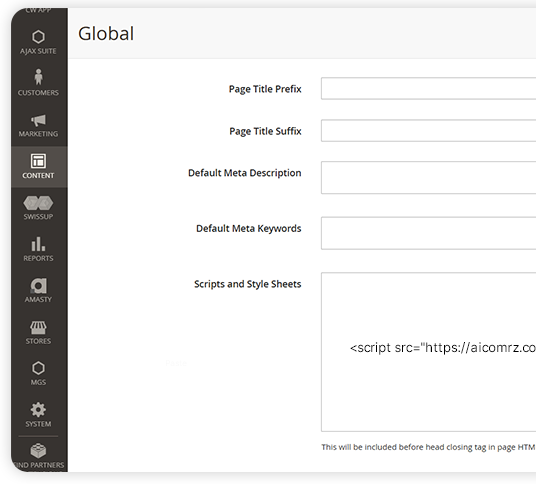 CW APP
AJAX SUITE
CUSTOMERS
MARKETING
CONTENT
SWISSUP
REPORTS
AMASTY
STORES
MGS
SYSTEM
FIND PARTNERS
Global
Page Title Prefix
Page Title Suffix
Default Meta Description
Default Meta Keywords
Scripts and Style Sheets
<script src="https://aicomrz.co
This will be included before head closing tag in page HTM